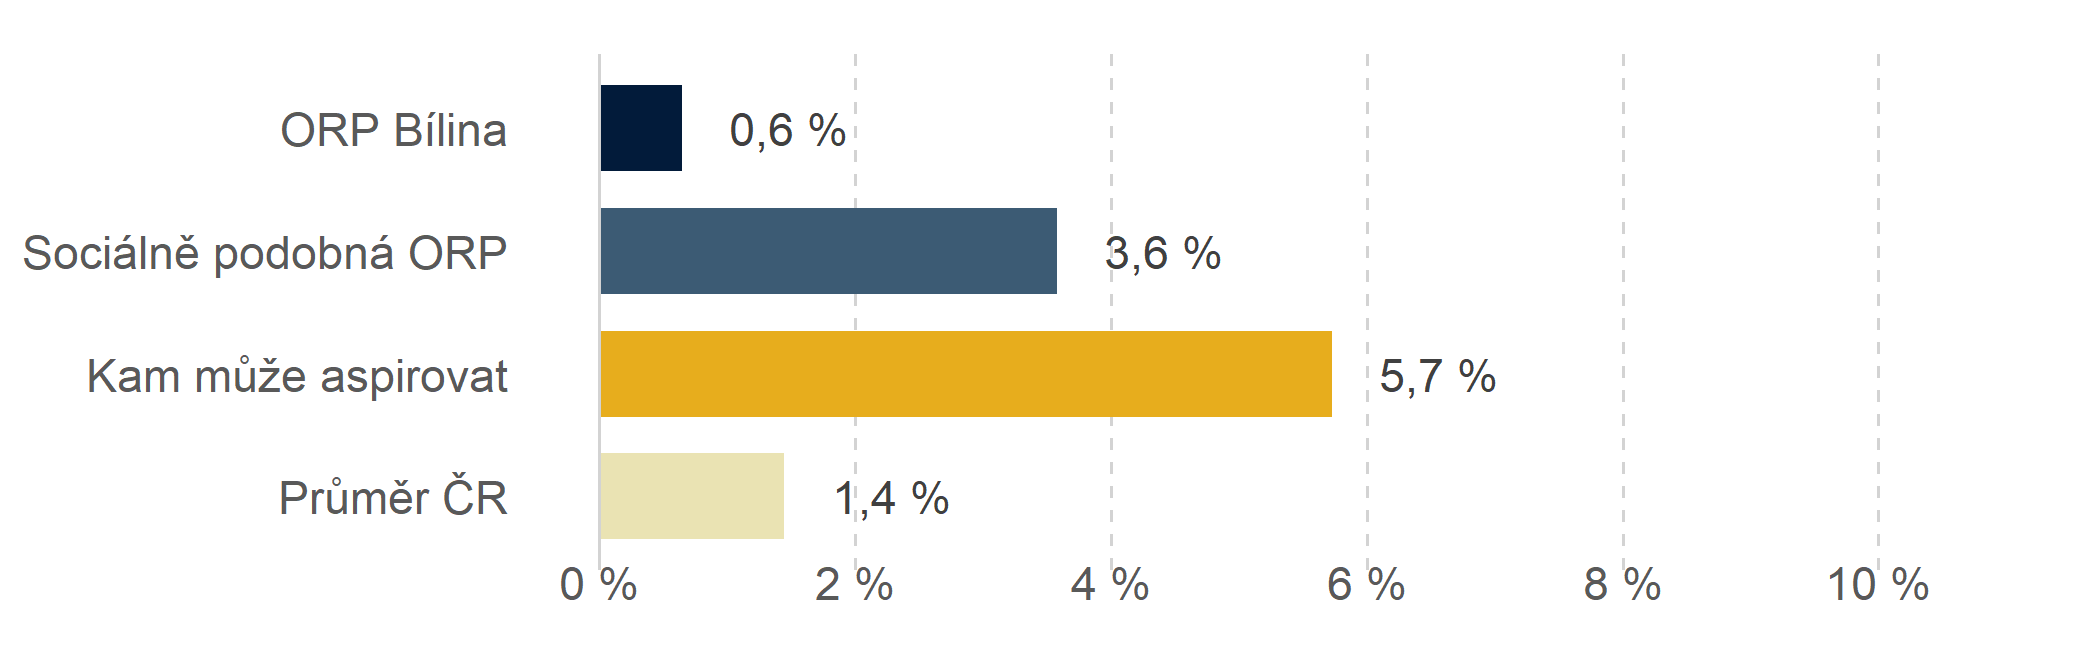 ORP Bílina 0,6 %
Sociálně podobná ORP 3,6 %
Kam může aspirovat 5,7 %
Průměr ČR 1,4 %
0 % 2 % 4 % 6 % 8 % 10 %